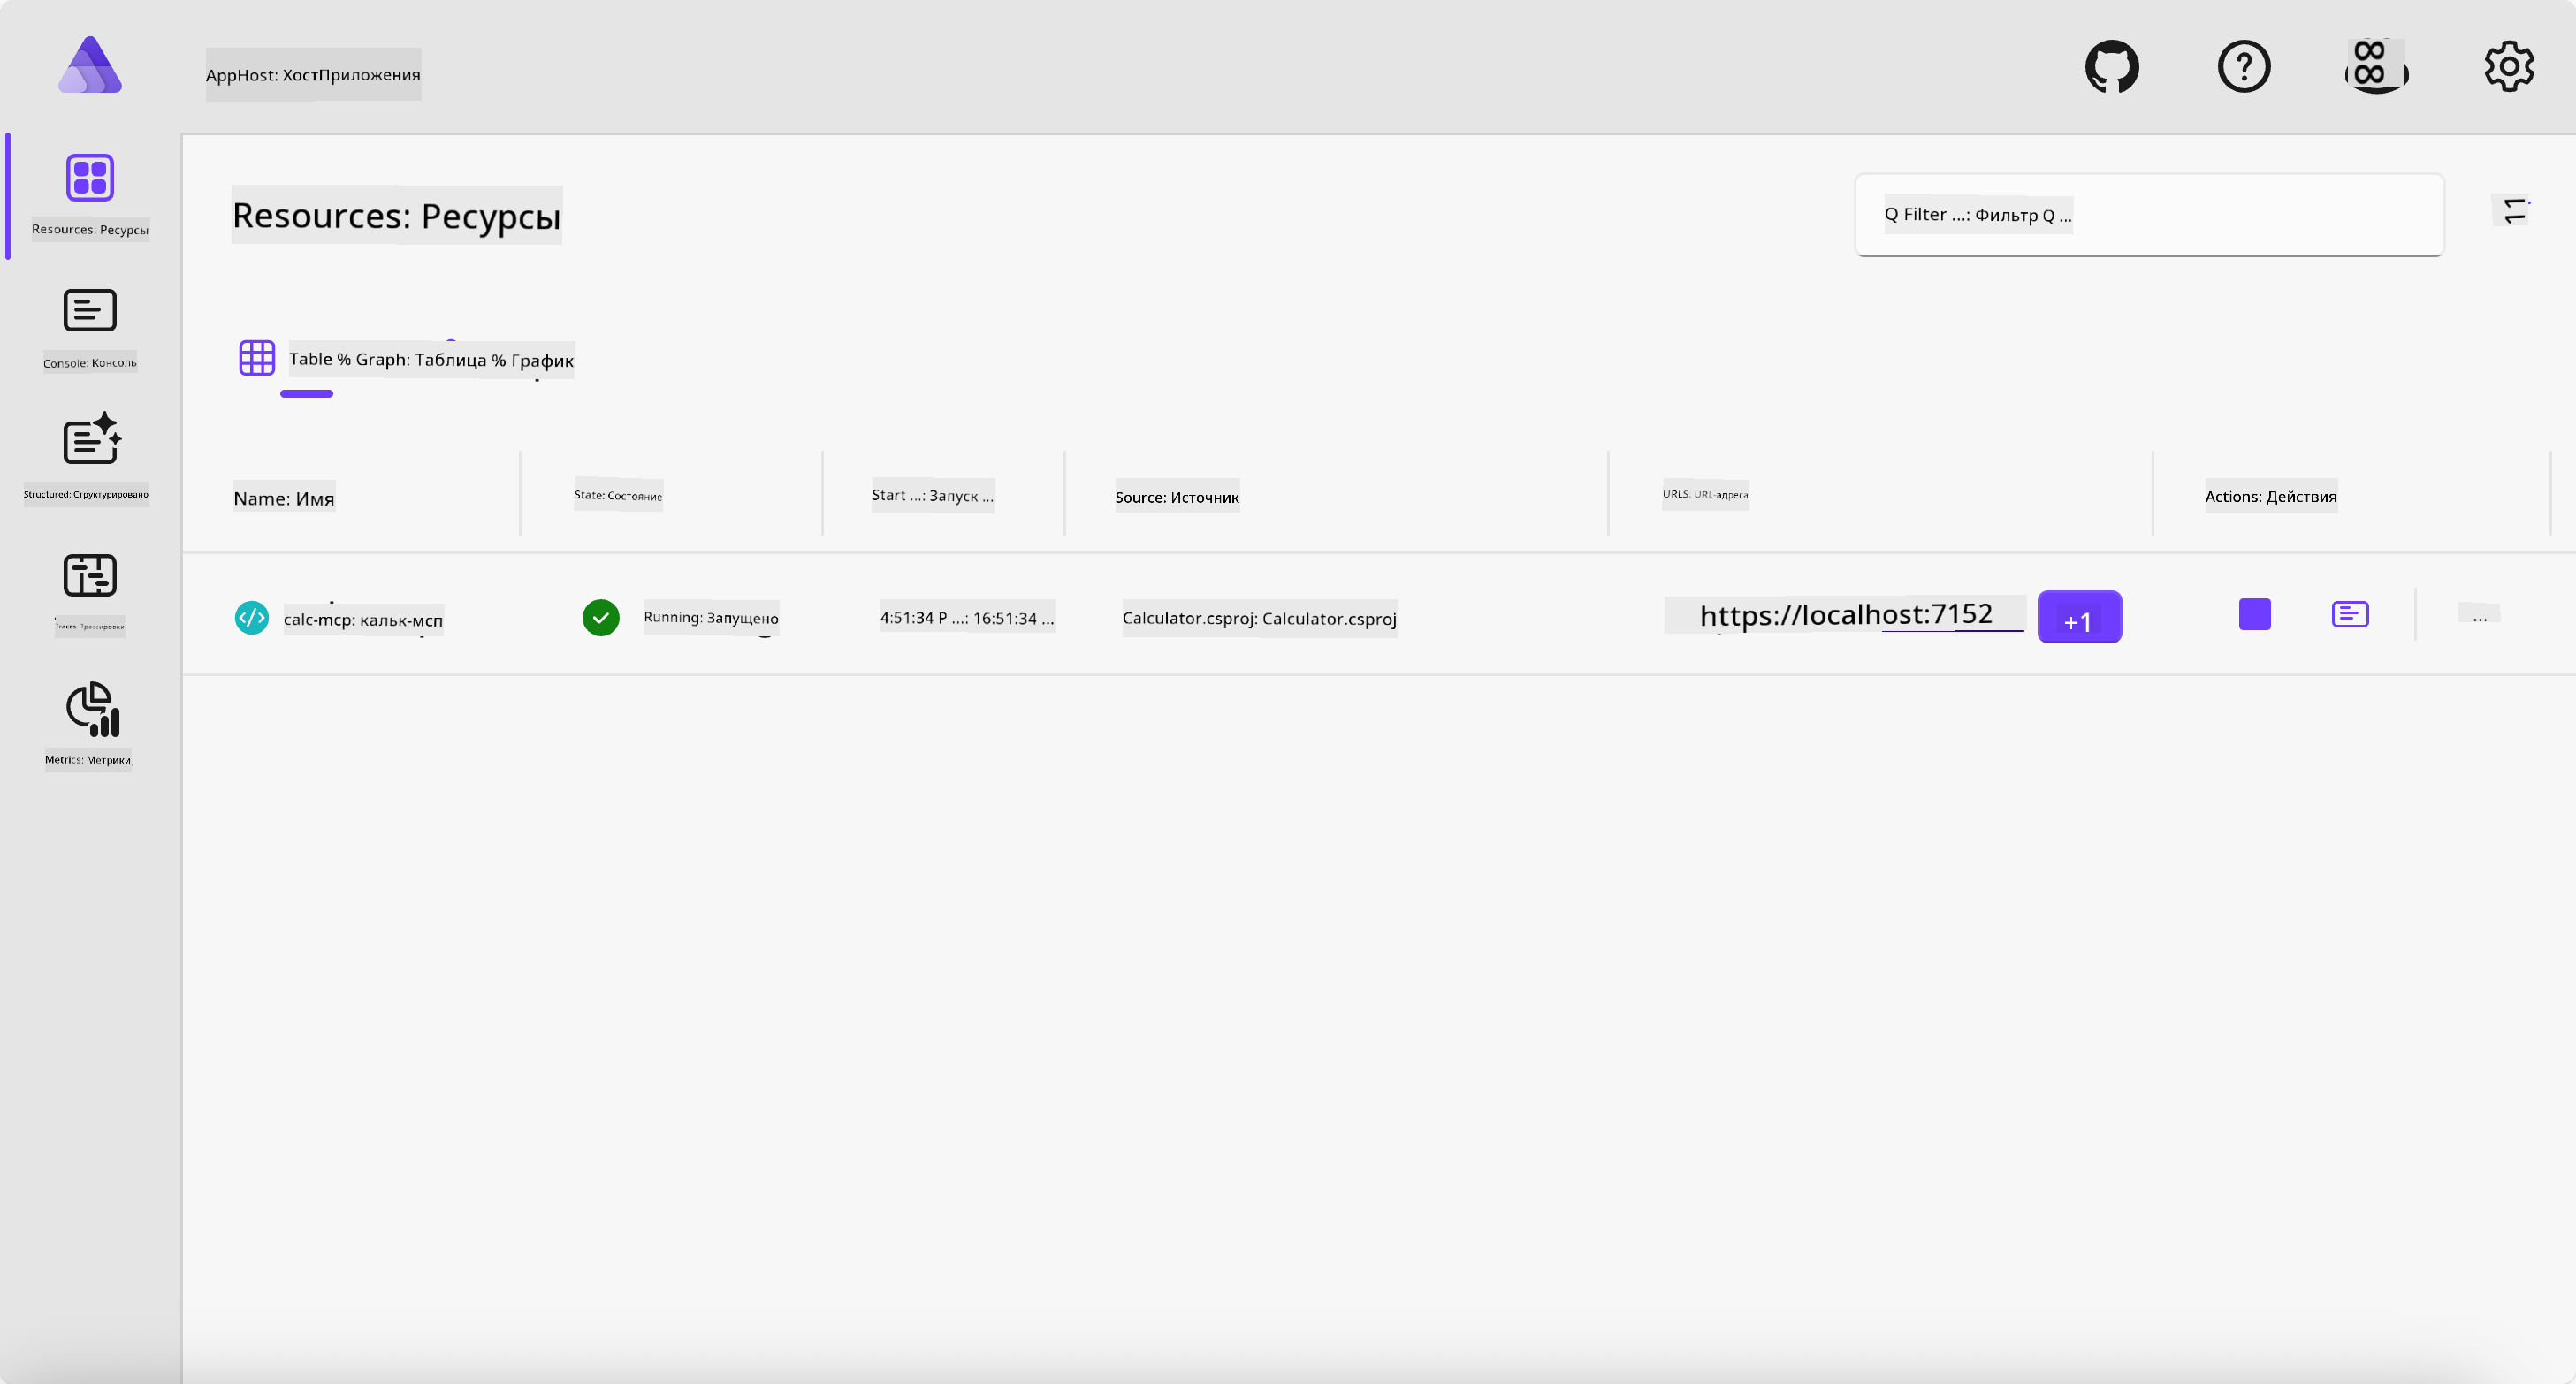 AppHost: ХостПриложения
Resources: Ресурсы
Console: Консоль
Structured: Структурировано
Traces: Трассировки
Metrics: Метрики
Resources: Ресурсы
Q Filter ...: Фильтр Q ...
11
Table % Graph: Таблица % График
Name: Имя
State: Состояние
Start ...: Запуск ...
Source: Источник
URLS: URL-адреса
Actions: Действия
calc-mcp: кальк-мсп
Running: Запущено
4:51:34 P ...: 16:51:34 ...
Calculator.csproj: Calculator.csproj
https://localhost:7152
+1
...